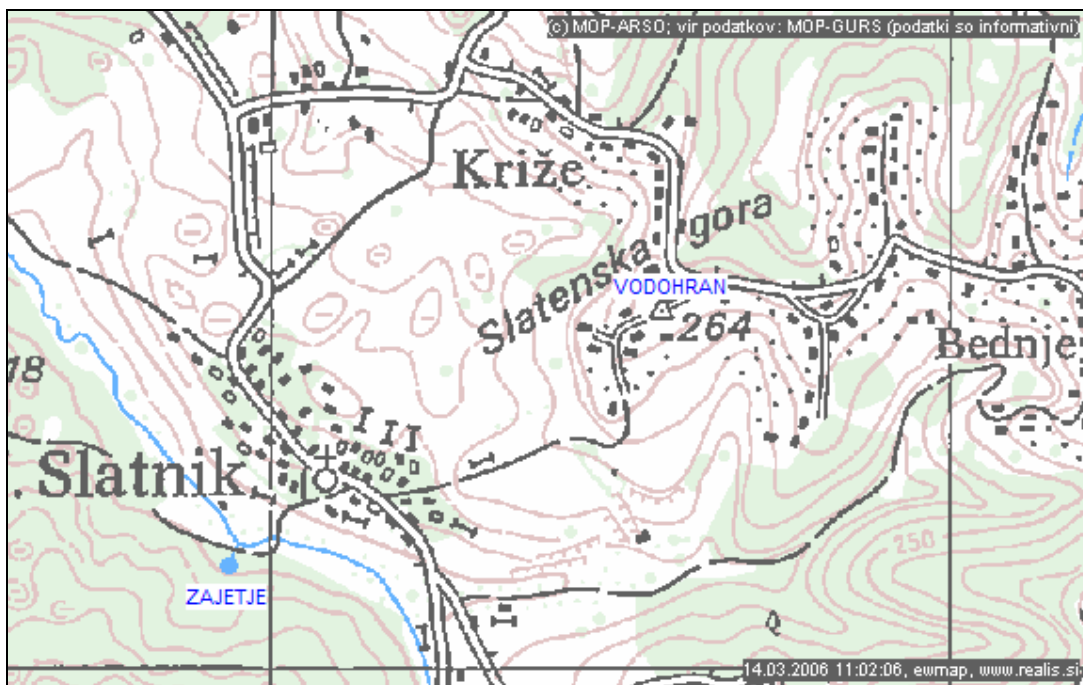 (c) MOP-ARSO; vir podatkov: MOP-GURS (podatki so informativni)
Križe
Slatenska gora
VODOHRAN
264
Bednje
18
Slatnik
250
ZAJETJE
14.03.2006 11:02:06, ewmap, www.realis.si